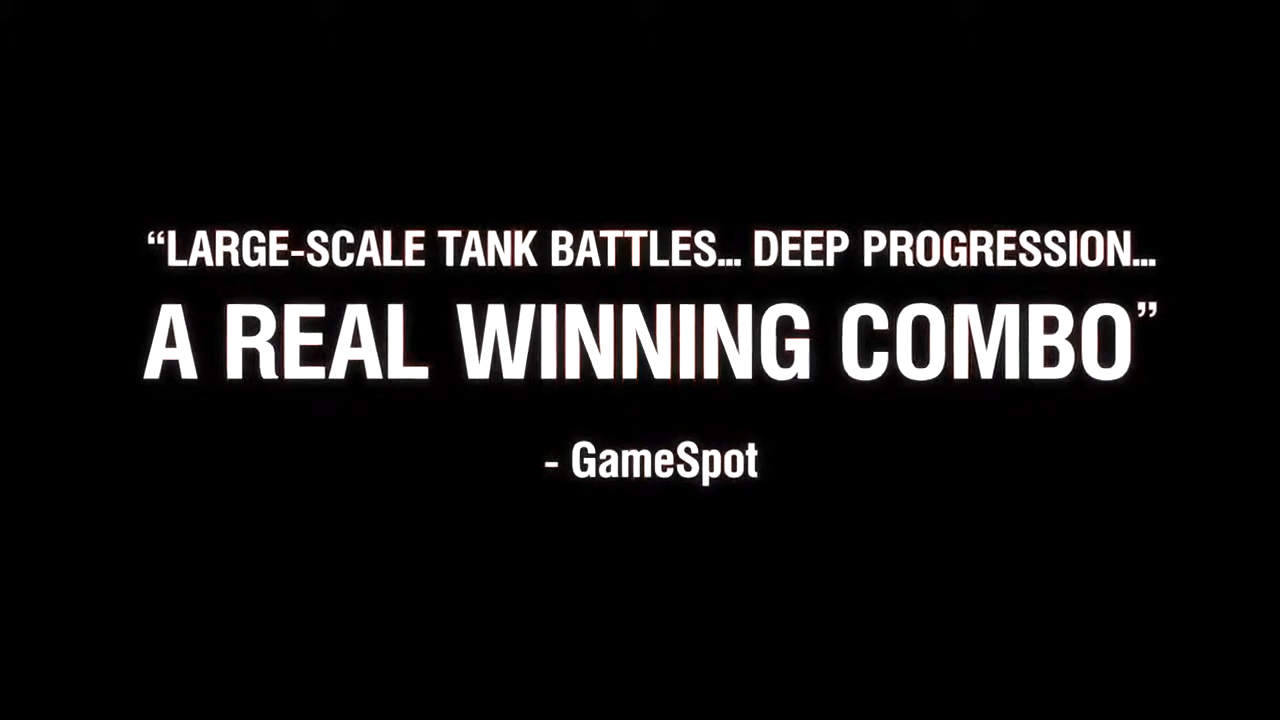 “LARGE-SCALE TANK BATTLES... DEEP PROGRESSION...
A REAL WINNING COMBO”
- GameSpot